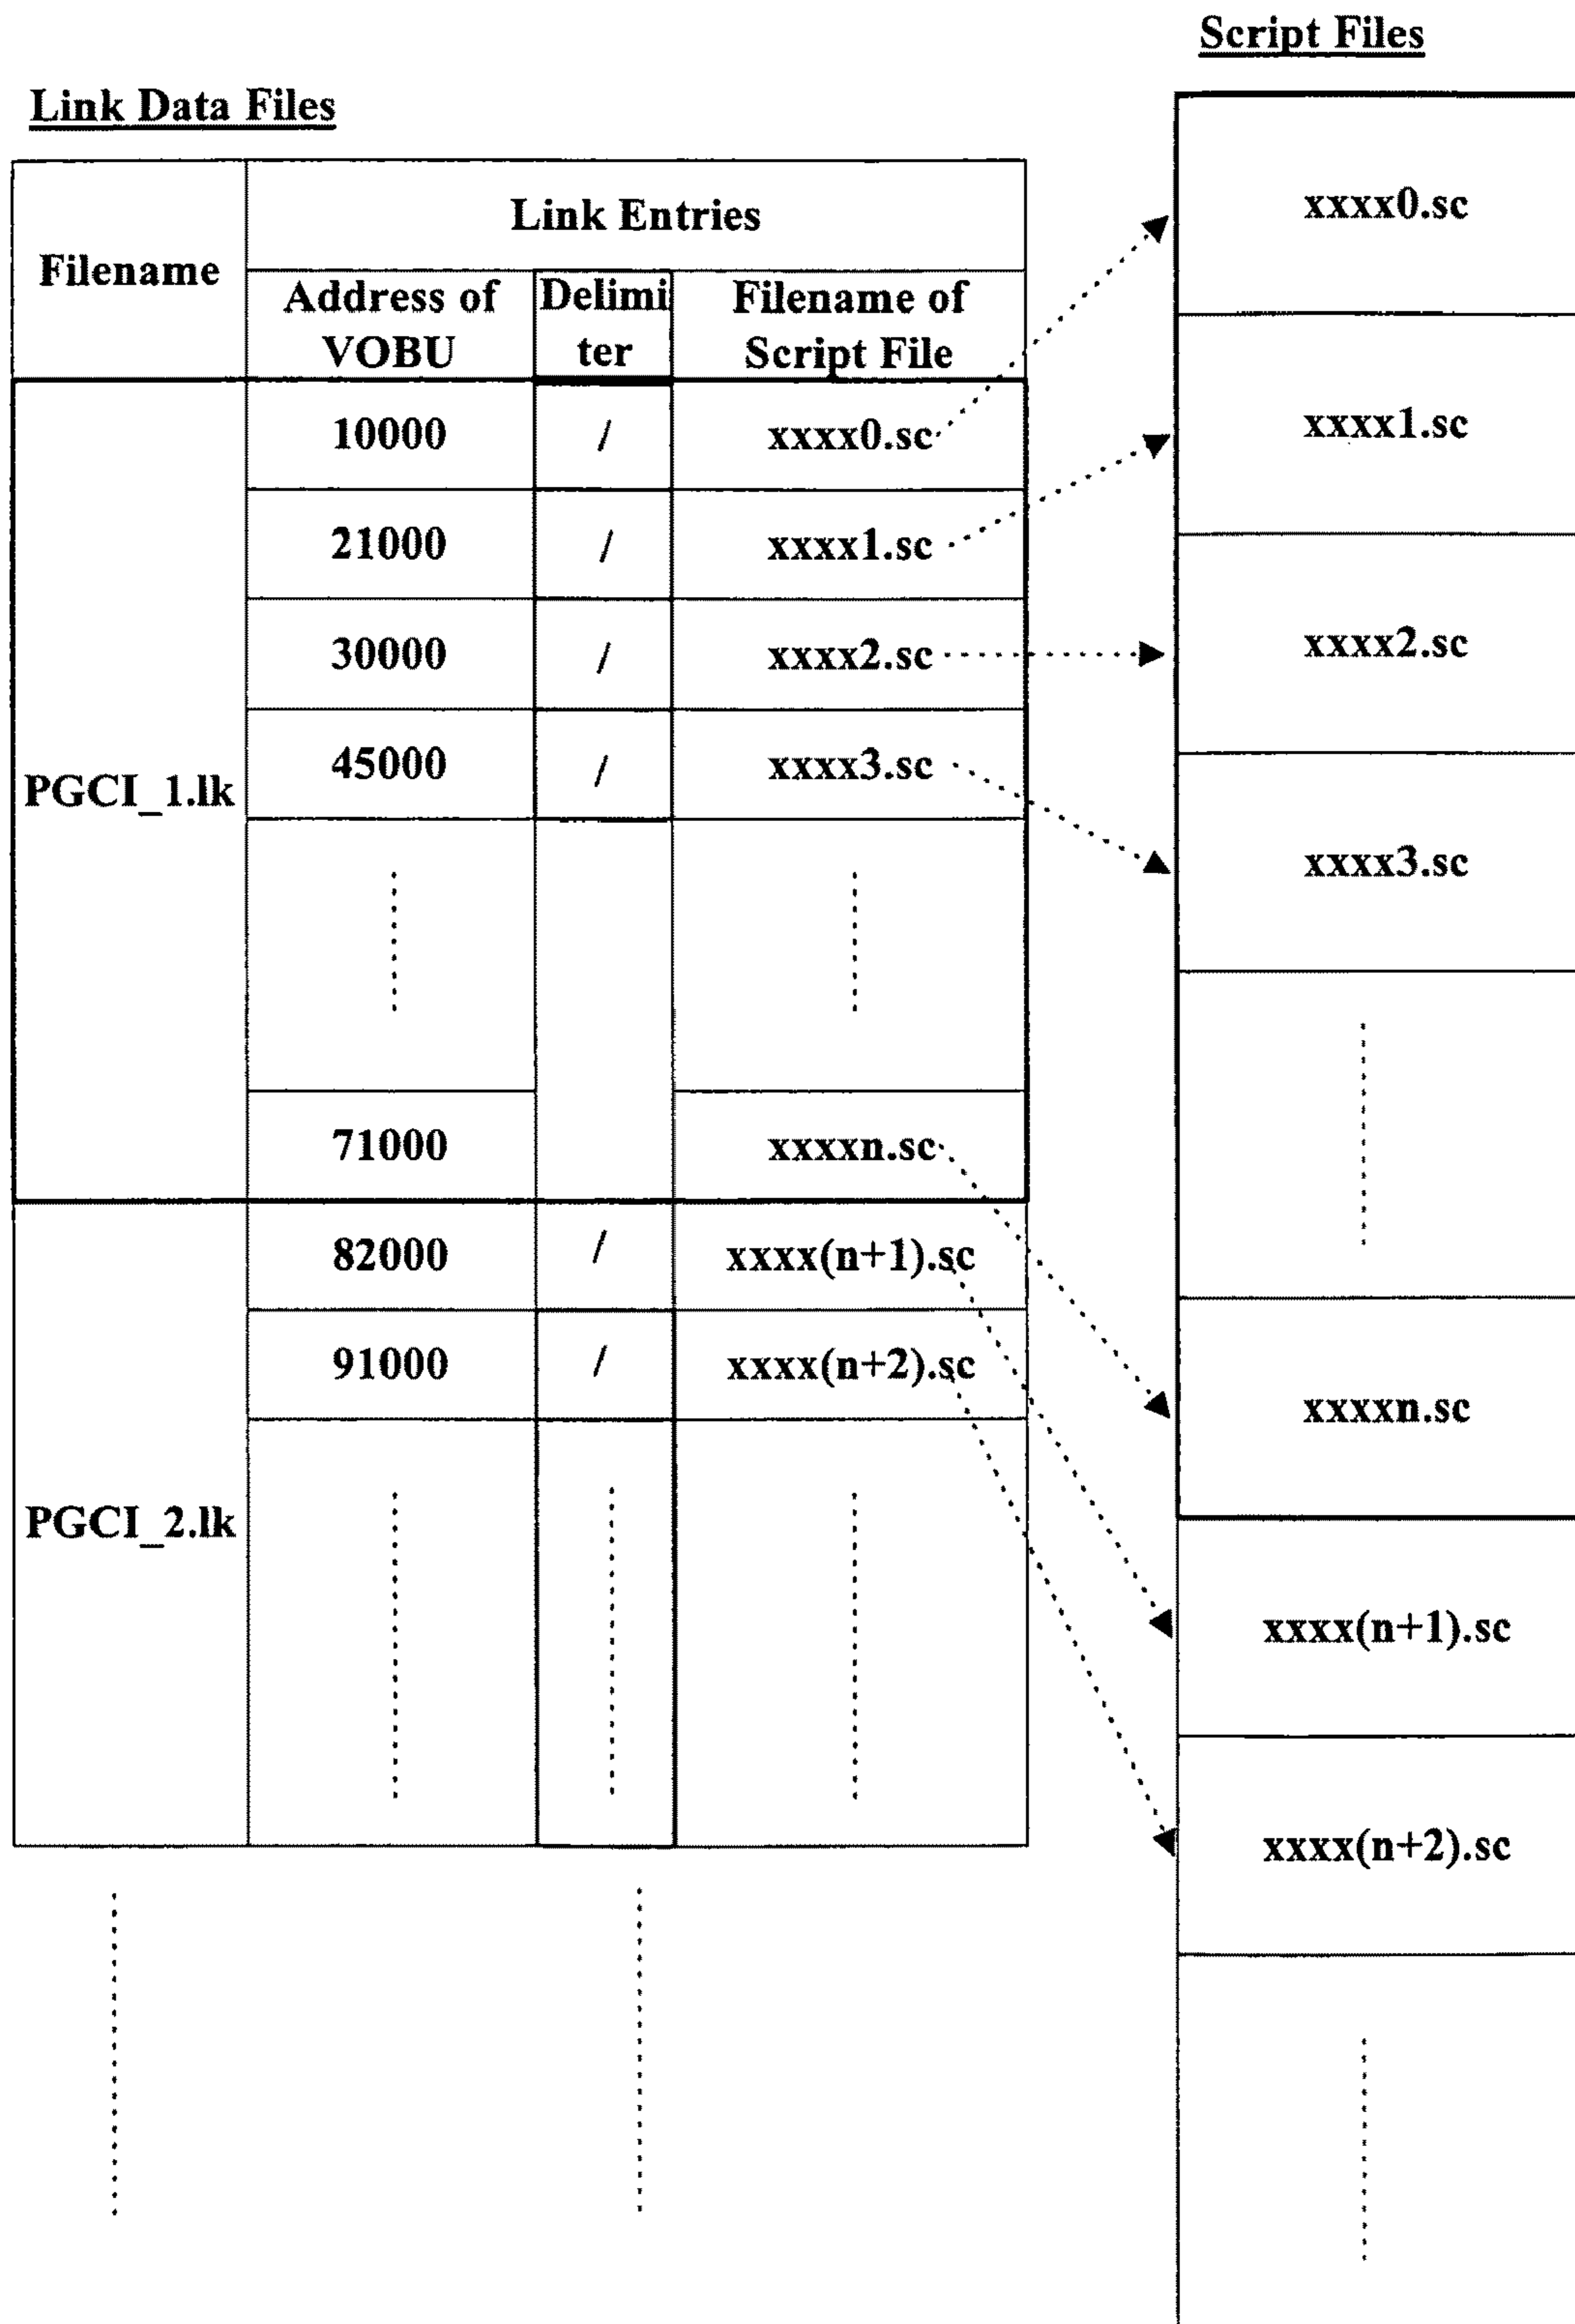 Script Files
Link Data Files
Filename
Link Entries
Address of
VOBU
Delimi
ter
Filename of
Script File
PGCI_1.lk
10000 / xxxx0.sc
21000 / xxxx1.sc
30000 / xxxx2.sc
45000 / xxxx3.sc
71000 xxxxn.sc
PGCI_2.lk
82000 / xxxx(n+1).sc
91000 / xxxx(n+2).sc
xxxx0.sc
xxxx1.sc
xxxx2.sc
xxxx3.sc
xxxxn.sc
xxxx(n+1).sc
xxxx(n+2).sc